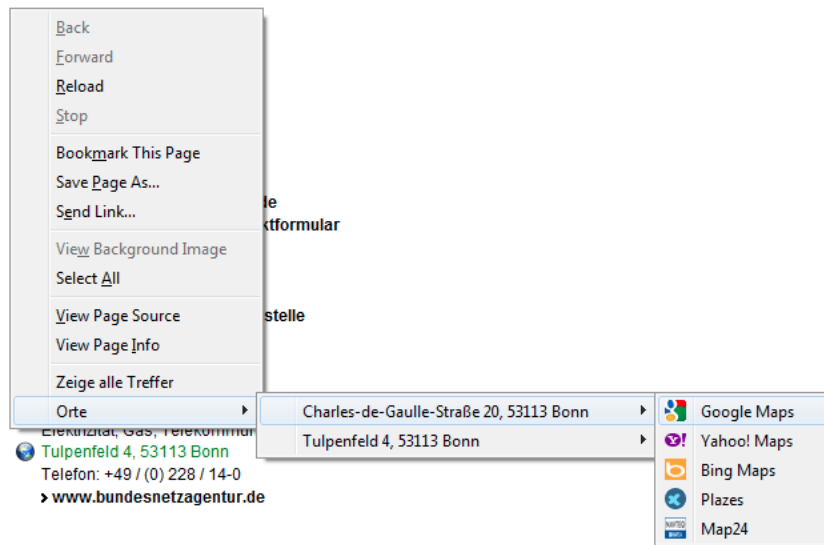 Back
Forward
Reload
Stop
Bookmark This Page
Save Page As...
Send Link...
View Background Image
Select All
View Page Source
View Page Info
Zeige alle Treffer
Orte
Charles-de-Gaulle-Straße 20, 53113 Bonn
Tulpenfeld 4, 53113 Bonn
Google Maps
Yahoo! Maps
Bing Maps
Plazes
Map24
de
ktformular
stelle
Elektrizität, Gas, Telekommun
Tulpenfeld 4, 53113 Bonn
Telefon: +49 / (0) 228 / 14-0
www.bundesnetzagentur.de